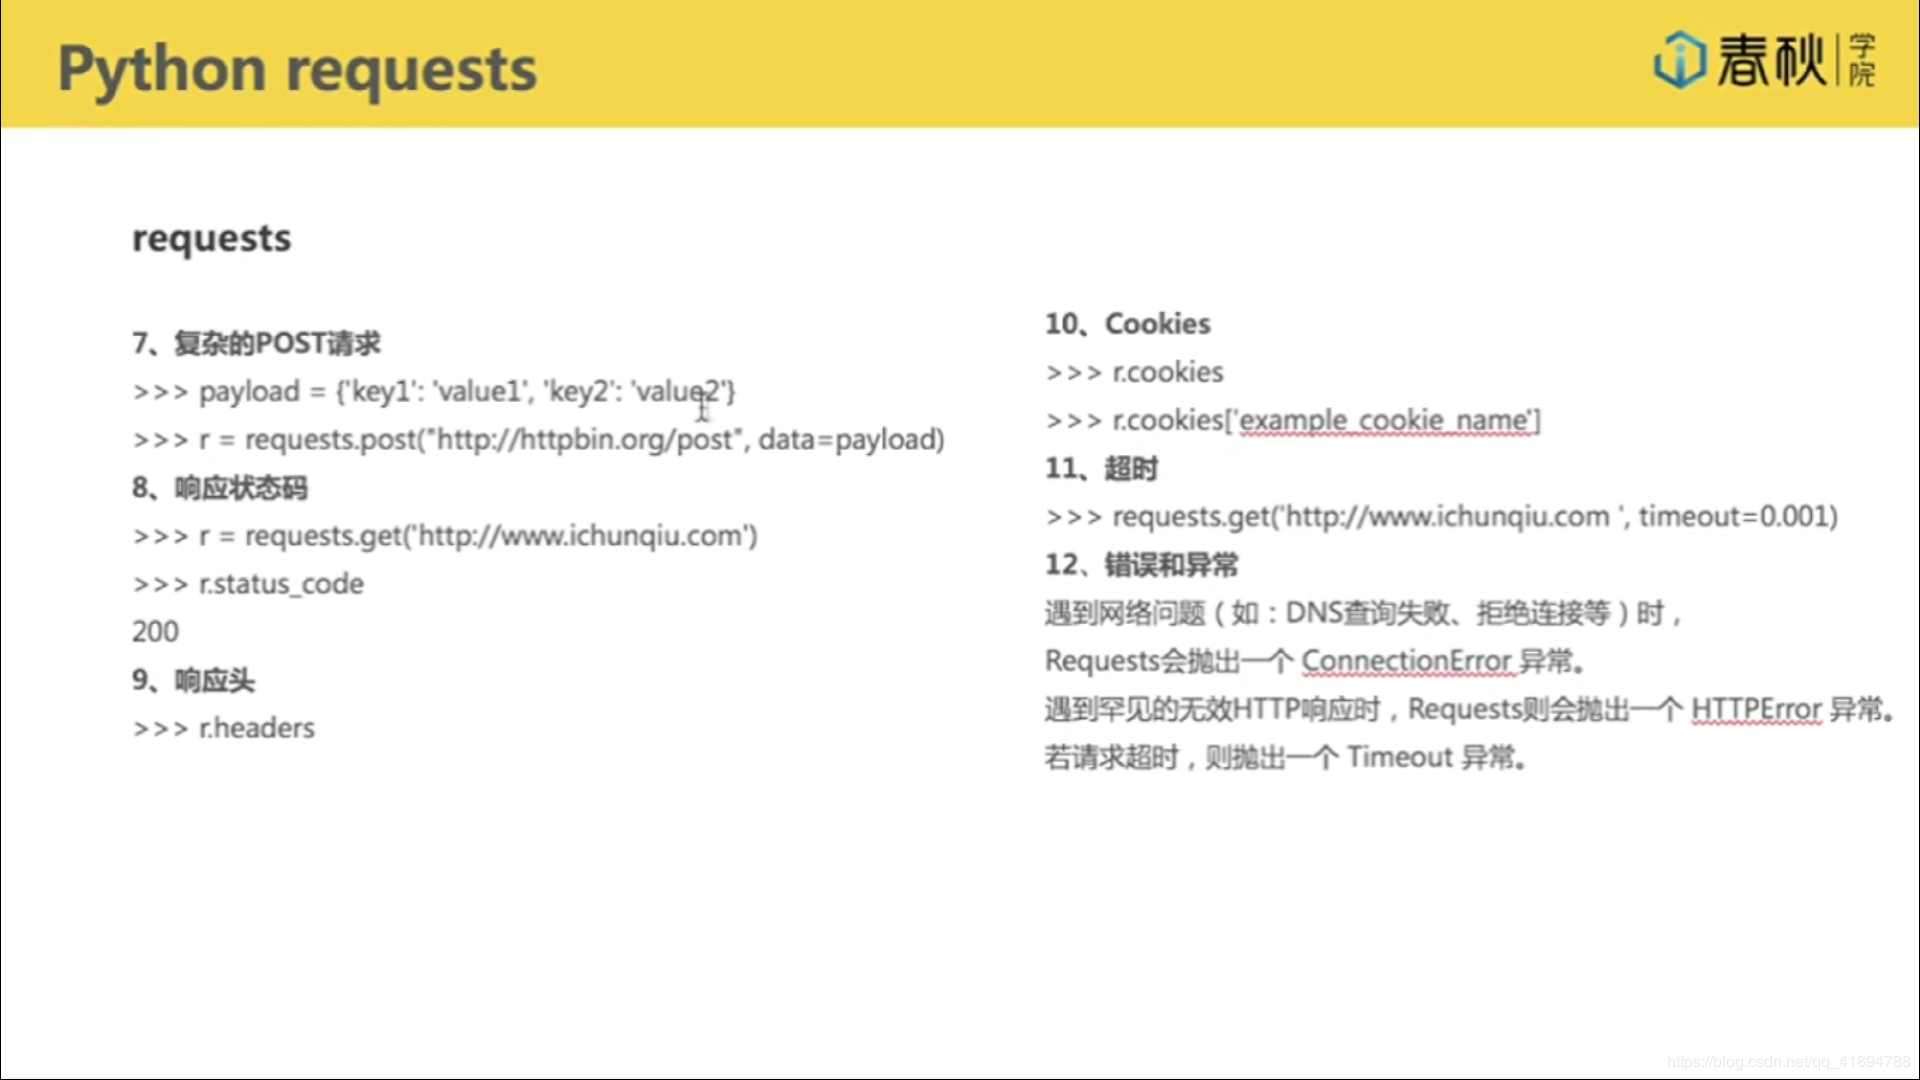 Python requests
春秋学院
requests
7、复杂的POST请求
>>> payload = {'key1': 'value1', 'key2': 'value2'}
>>> r = requests.post("http://httpbin.org/post", data=payload)
8、响应状态码
>>> r = requests.get('http://www.ichunqiu.com')
>>> r.status_code
200
9、响应头
>>> r.headers
10、Cookies
>>> r.cookies
>>> r.cookies['example_cookie_name']
11、超时
>>> requests.get('http://www.ichunqiu.com ', timeout=0.001)
12、错误和异常
遇到网络问题（如：DNS查询失败、拒绝连接等）时，
Requests会抛出一个 ConnectionError 异常。
遇到罕见的无效HTTP响应时，Requests则会抛出一个 HTTPError 异常。
若请求超时，则抛出一个 Timeout 异常。
https://blog.csdn.net/qq_41894788